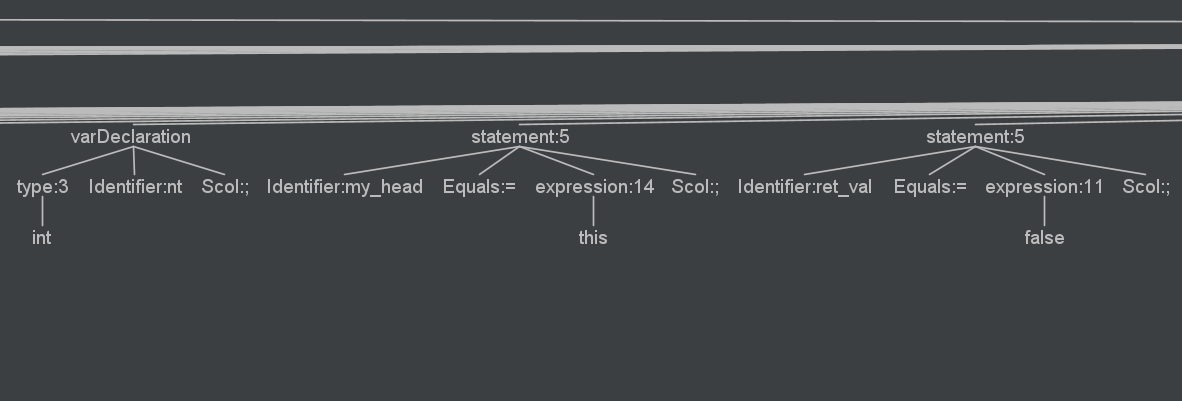 varDeclaration statement:5 statement:5
type:3 Identifier:nt Scol:; Identifier:my_head Equals:= expression:14 Scol:; Identifier:ret_val Equals:= expression:11 Scol:;
int this false